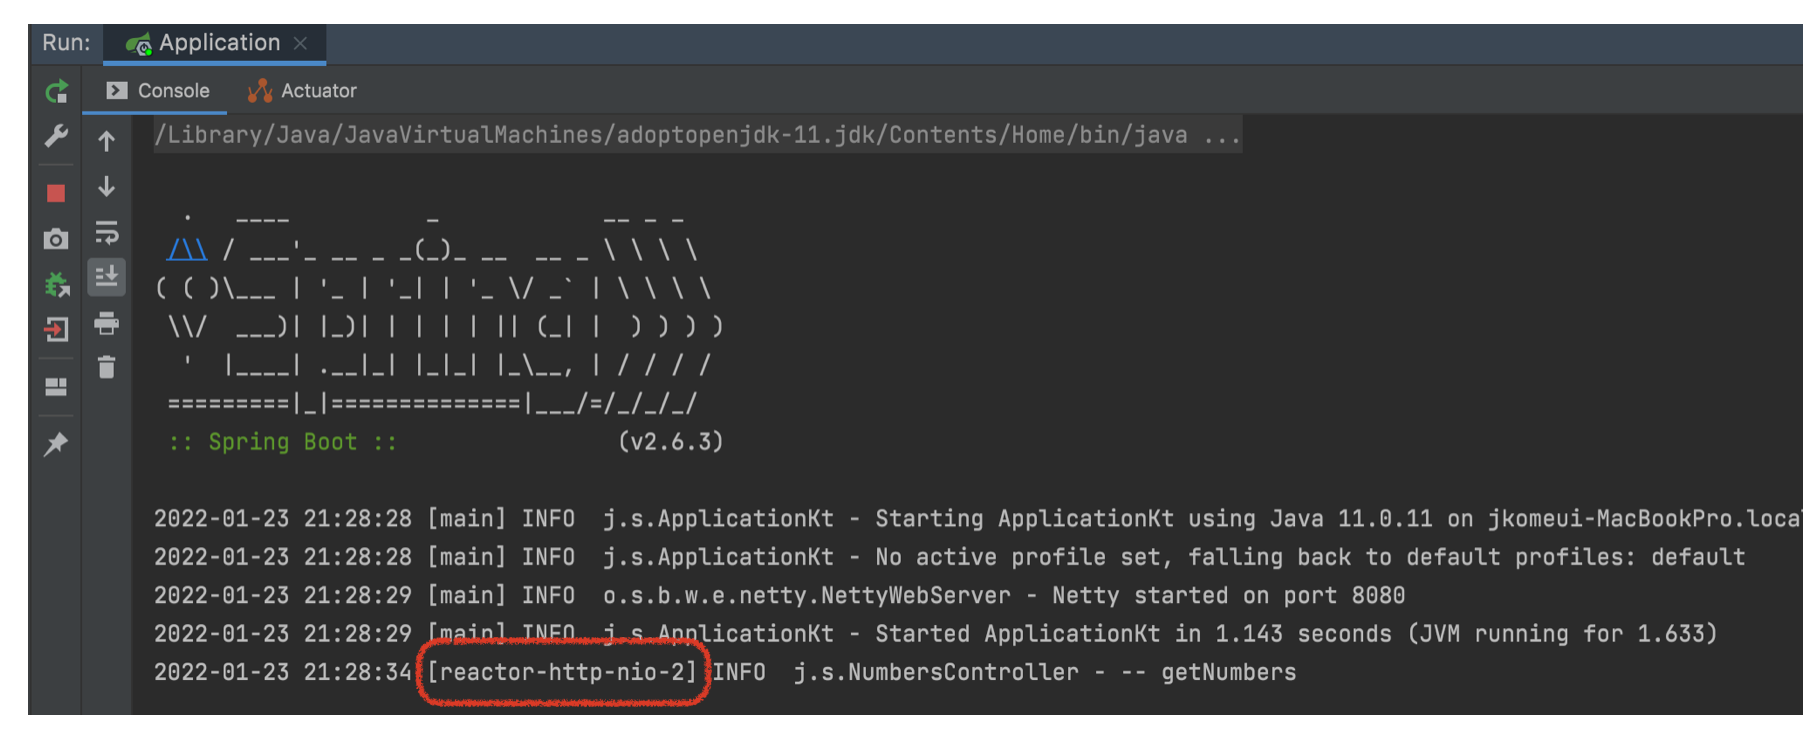 Run: Application
Console Actuator
/Library/Java/JavaVirtualMachines/adoptopenjdk-11.jdk/Contents/Home/bin/java ...
  .   ____          _            __ _ _
 /\\ / ___'_ __ _ _(_)_ __  __ _ \ \ \ \
( ( )\___ | '_ | '_| | '_ \/ _` | \ \ \ \
 \\/  ___)| |_)| | | | | || (_| |  ) ) ) )
  '  |____| .__|_| |_|_| |_\__, | / / / /
 =========|_|==============|___/=/_/_/_/
 :: Spring Boot ::                (v2.6.3)
2022-01-23 21:28:28 [main] INFO  j.s.ApplicationKt - Starting ApplicationKt using Java 11.0.11 on jkomeui-MacBookPro.loca
2022-01-23 21:28:28 [main] INFO  j.s.ApplicationKt - No active profile set, falling back to default profiles: default
2022-01-23 21:28:29 [main] INFO  o.s.b.w.e.netty.NettyWebServer - Netty started on port 8080
2022-01-23 21:28:29 [main] INFO  j.s.ApplicationKt - Started ApplicationKt in 1.143 seconds (JVM running for 1.633)
2022-01-23 21:28:34 [reactor-http-nio-2] INFO  j.s.NumbersController - -- getNumbers